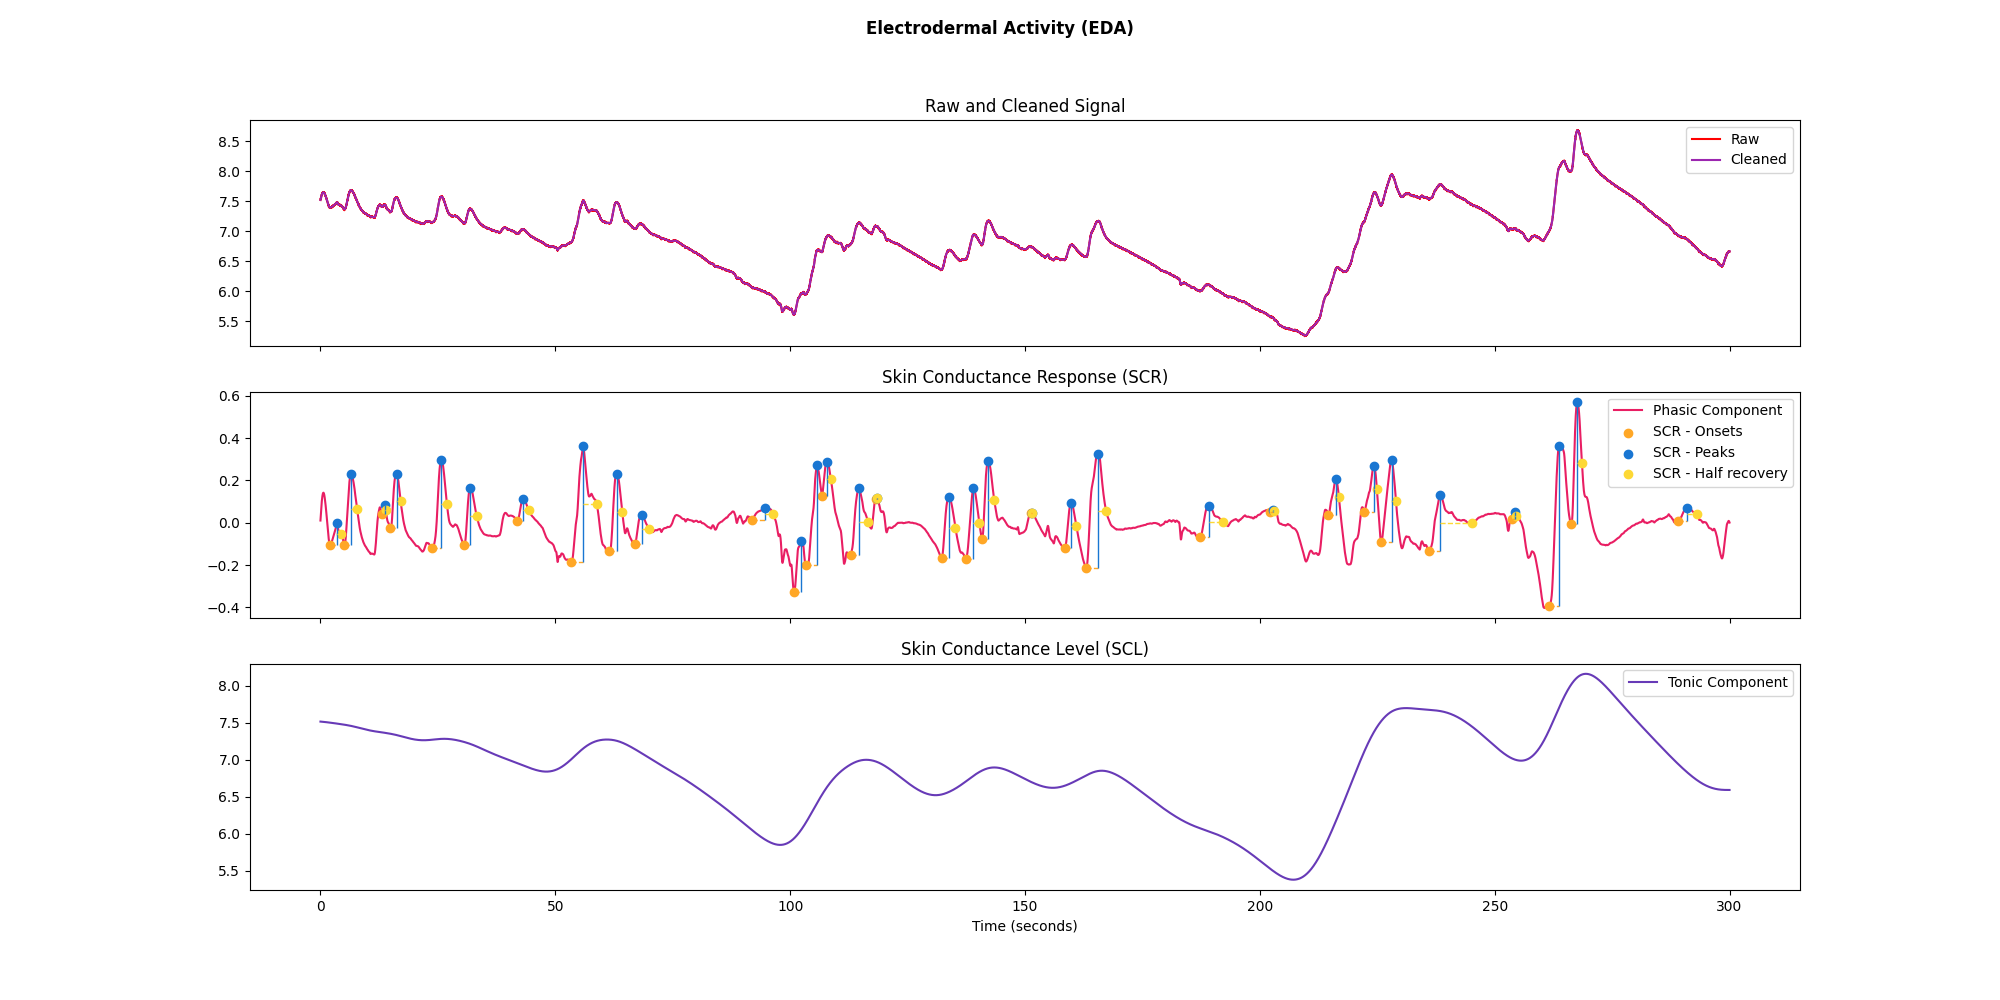 Electrodermal Activity (EDA)
Raw and Cleaned Signal
8.5
8.0
7.5
7.0
6.5
6.0
5.5
Raw
Cleaned
Skin Conductance Response (SCR)
0.6
0.4
0.2
0.0
−0.2
−0.4
Phasic Component
SCR - Onsets
SCR - Peaks
SCR - Half recovery
Skin Conductance Level (SCL)
8.0
7.5
7.0
6.5
6.0
5.5
Tonic Component
0 50 100 150 200 250 300
Time (seconds)